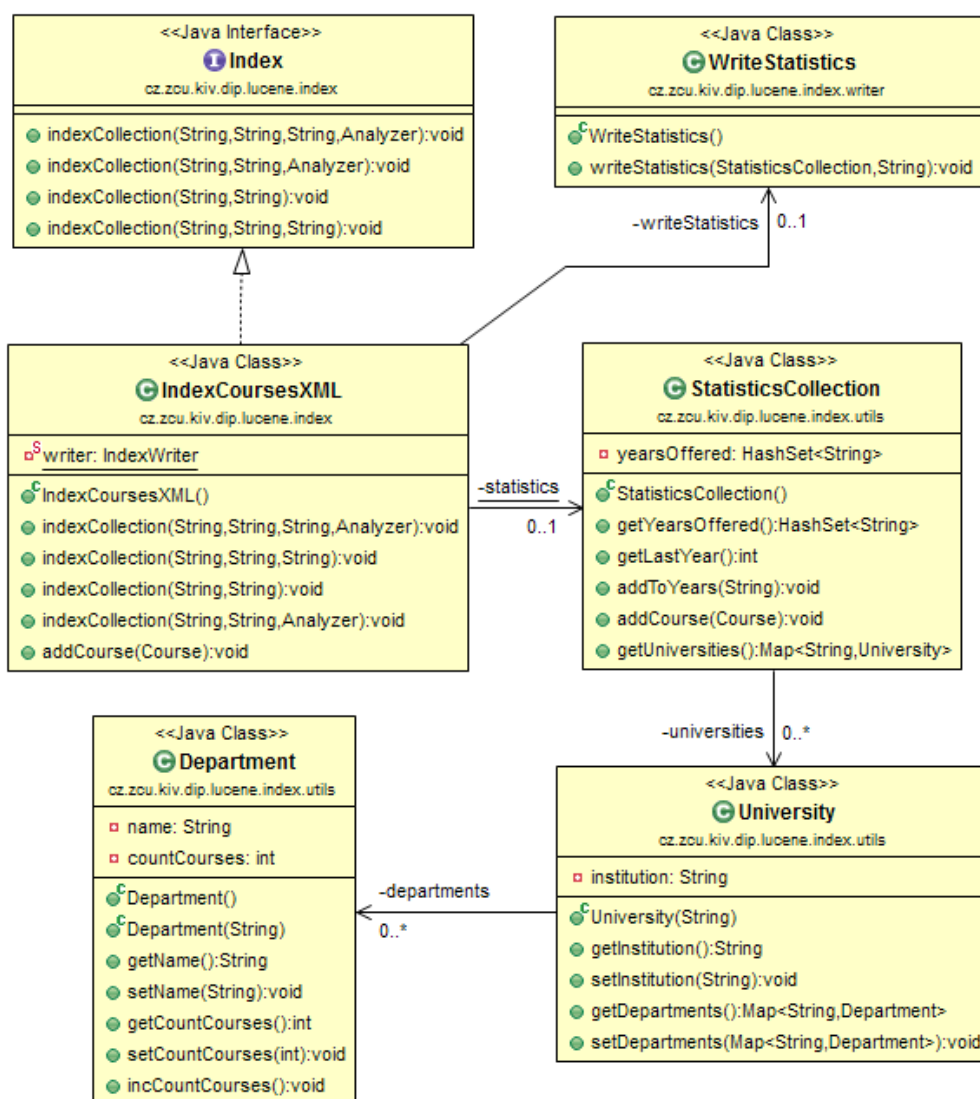 <<Java Interface>>
Index
cz.zcu.kiv.dip.lucene.index
indexCollection(String,String,String,Analyzer):void
indexCollection(String,String,Analyzer):void
indexCollection(String,String):void
indexCollection(String,String,String):void
<<Java Class>>
WriteStatistics
cz.zcu.kiv.dip.lucene.index.writer
WriteStatistics()
writeStatistics(StatisticsCollection,String):void
-writeStatistics
0..1
<<Java Class>>
IndexCoursesXML
cz.zcu.kiv.dip.lucene.index
writer: IndexWriter
IndexCoursesXML()
indexCollection(String,String,String,Analyzer):void
indexCollection(String,String,String):void
indexCollection(String,String):void
indexCollection(String,String,Analyzer):void
addCourse(Course):void
-statistics
0..1
<<Java Class>>
StatisticsCollection
cz.zcu.kiv.dip.lucene.index.utils
yearsOffered: HashSet<String>
StatisticsCollection()
getYearsOffered():HashSet<String>
getLastYear():int
addToYears(String):void
addCourse(Course):void
getUniversities():Map<String,University>
-universities
0..*
<<Java Class>>
Department
cz.zcu.kiv.dip.lucene.index.utils
name: String
countCourses: int
Department()
Department(String)
getName():String
setName(String):void
getCountCourses():int
setCountCourses(int):void
incCountCourses():void
-departments
0..*
<<Java Class>>
University
cz.zcu.kiv.dip.lucene.index.utils
institution: String
University(String)
getInstitution():String
setInstitution(String):void
getDepartments():Map<String,Department>
setDepartments(Map<String,Department>):void